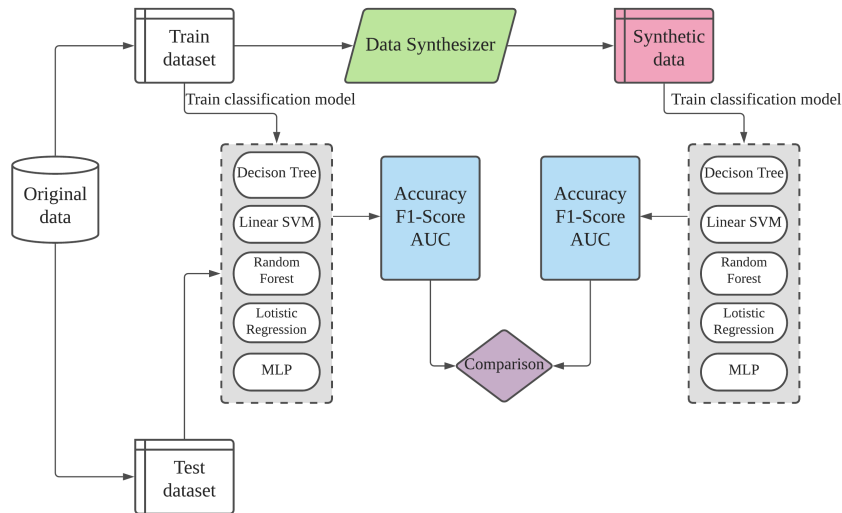 Train
dataset
Data Synthesizer
Synthetic
data
Train classification model
Train classification model
Original
data
Decison Tree
Linear SVM
Random
Forest
Lotistic
Regression
MLP
Accuracy
F1-Score
AUC
Accuracy
F1-Score
AUC
Decison Tree
Linear SVM
Random
Forest
Lotistic
Regression
MLP
Comparison
Test
dataset